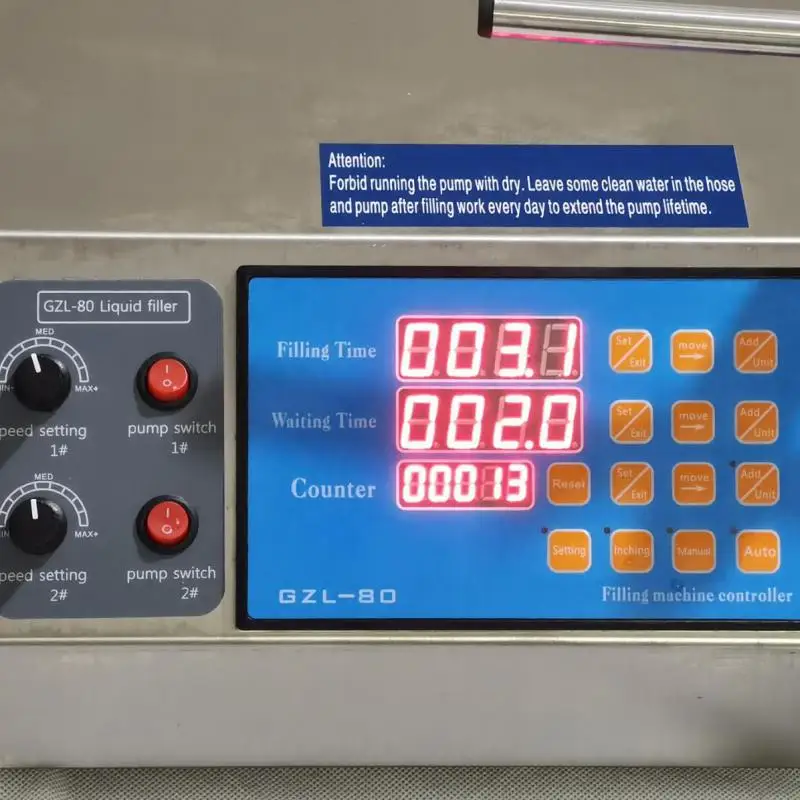 Attention:
Forbid running the pump with dry. Leave some clean water in the hose
and pump after filling work every day to extend the pump lifetime.
GZL-80 Liquid filler
MED
MAX+
peed setting
1#
I
O
pump switch
1#
MED
MAX+
peed setting
2#
I
O
pump switch
2#
Filling Time 003.1 Set/Exit move Add/Unit
Waiting Time 002.0 Set/Exit move Add/Unit
Counter 00013 Reset Set/Exit move Add/Unit
Setting Inching Manual Auto
GZL-80 Filling machine controller